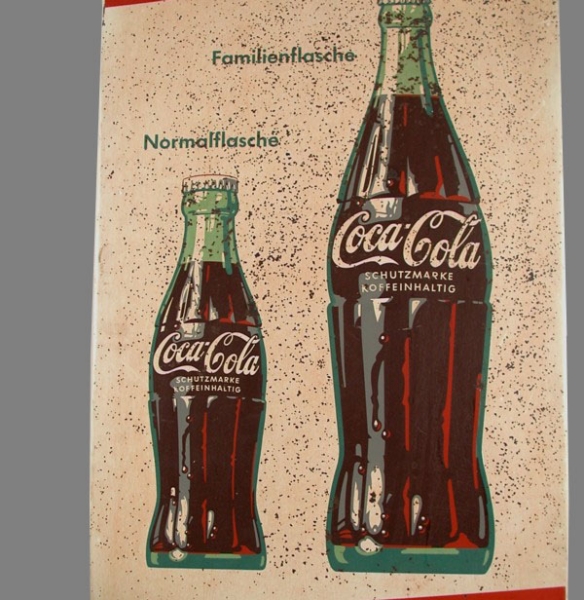 Familienflasche
Normalflasche
Coca-Cola
SCHUTZMARKE
KOFFEINHALTIG
Coca-Cola
SCHUTZMARKE
KOFFEINHALTIG